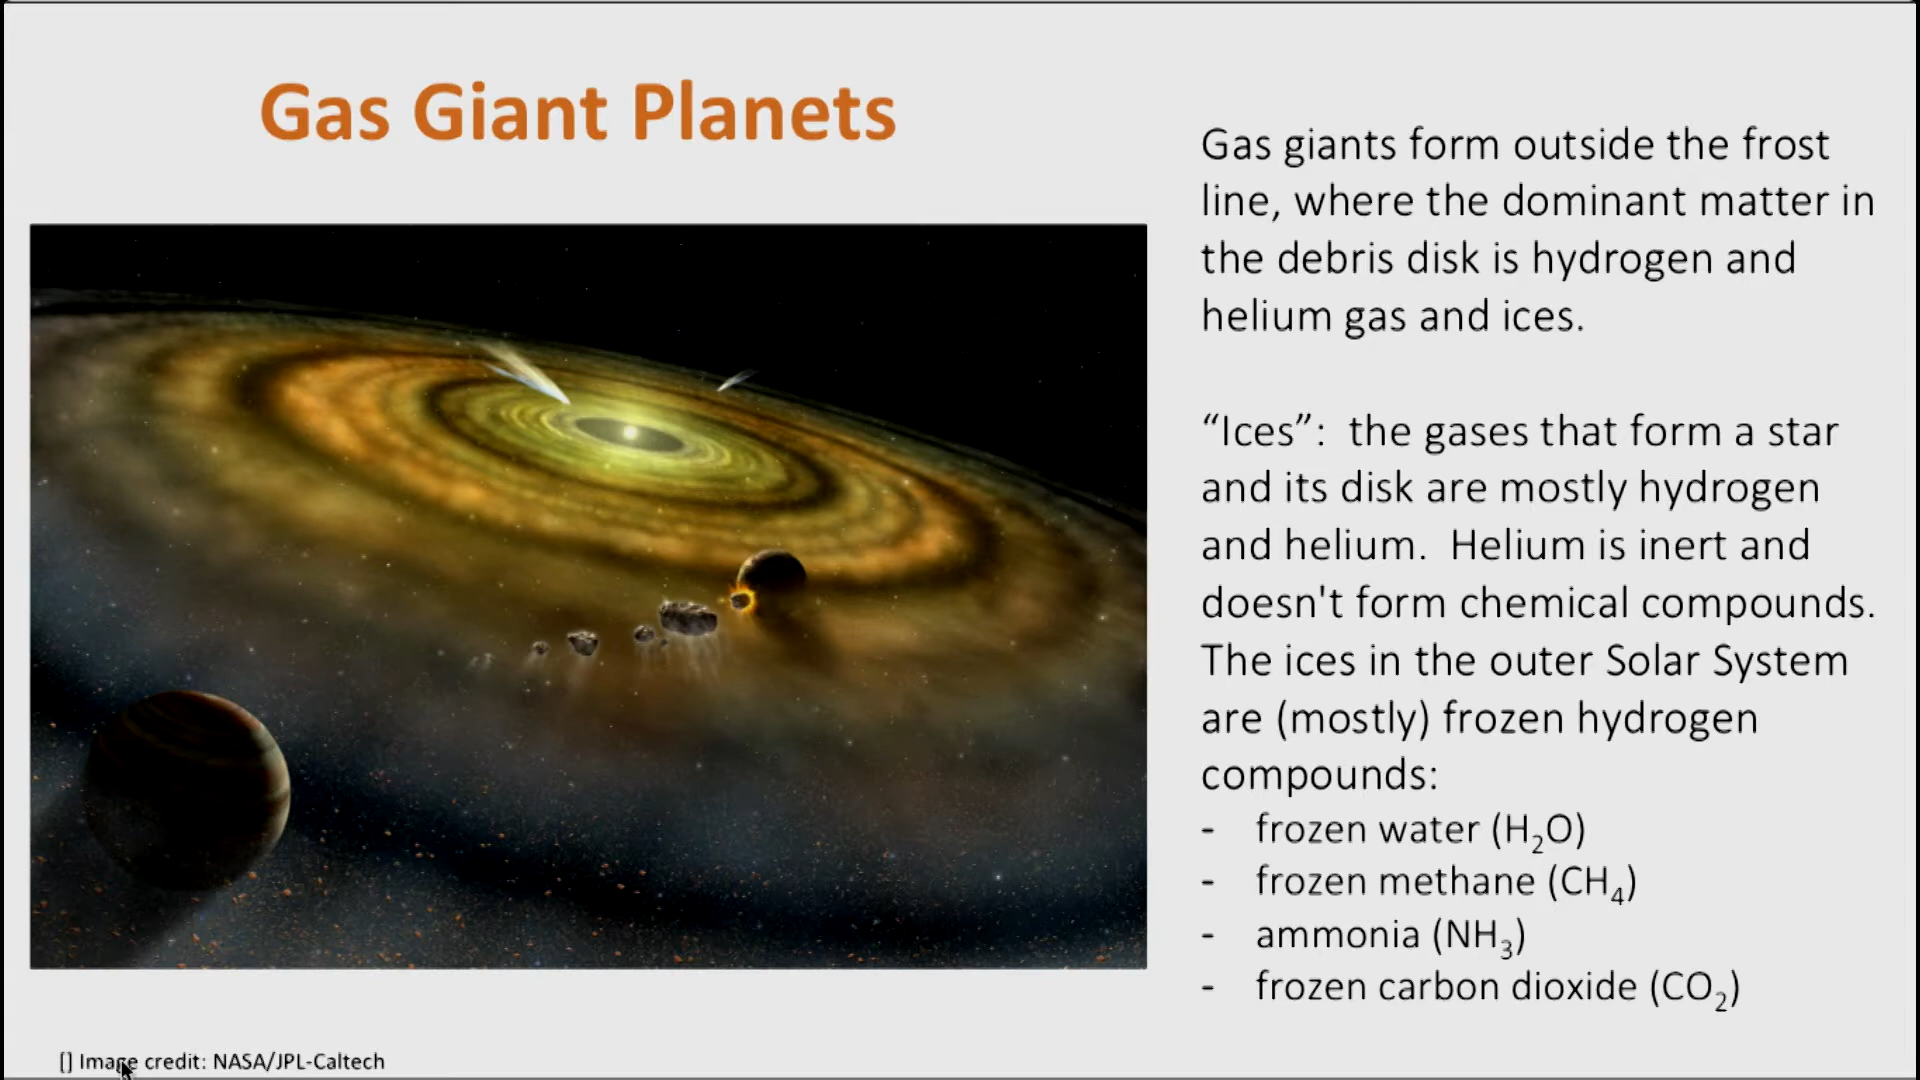 Gas Giant Planets
Gas giants form outside the frost
line, where the dominant matter in
the debris disk is hydrogen and
helium gas and ices.
“Ices”:  the gases that form a star
and its disk are mostly hydrogen
and helium.  Helium is inert and
doesn't form chemical compounds.
The ices in the outer Solar System
are (mostly) frozen hydrogen
compounds:
- frozen water (H₂O)
- frozen methane (CH₄)
- ammonia (NH₃)
- frozen carbon dioxide (CO₂)
[] Image credit: NASA/JPL-Caltech